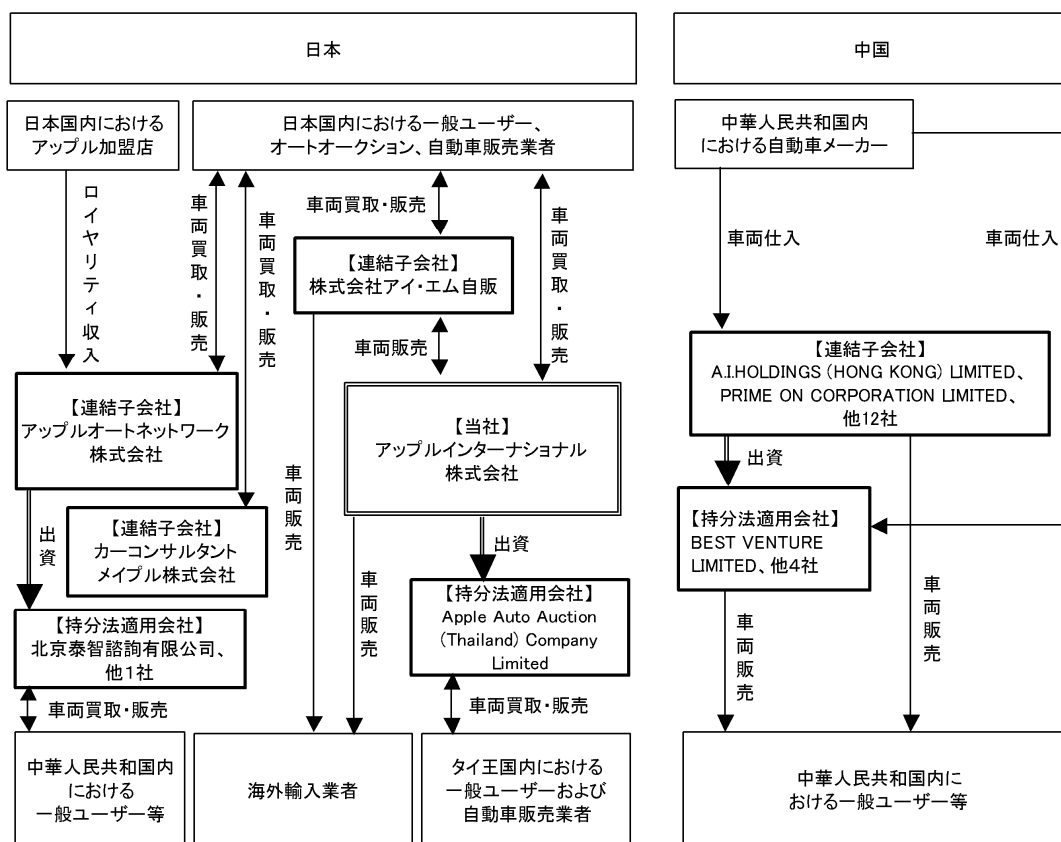 日本
中国
日本国内における
アップル加盟店
日本国内における一般ユーザー、
オートオークション、自動車販売業者
中華人民共和国内
における自動車メーカー
ロイヤリティ収入
車両買取・販売
車両買取・販売
車両買取・販売
車両買取・販売
車両仕入
車両仕入
【連結子会社】
株式会社アイ・エム自販
車両販売
【連結子会社】
A.I.HOLDINGS (HONG KONG) LIMITED、
PRIME ON CORPORATION LIMITED、
他12社
【連結子会社】
アップルオートネットワーク
株式会社
【当社】
アップルインターナショナル
株式会社
出資
車両販売
出資
【連結子会社】
カーコンサルタント
メイプル株式会社
出資
車両販売
【持分法適用会社】
BEST VENTURE
LIMITED、他4社
【持分法適用会社】
Apple Auto Auction
(Thailand) Company
Limited
車両販売
車両販売
【持分法適用会社】
北京泰智諮詢有限公司、
他1社
車両買取・販売
車両買取・販売
中華人民共和国内
における
一般ユーザー等
海外輸入業者
タイ王国内における
一般ユーザーおよび
自動車販売業者
中華人民共和国内に
おける一般ユーザー等